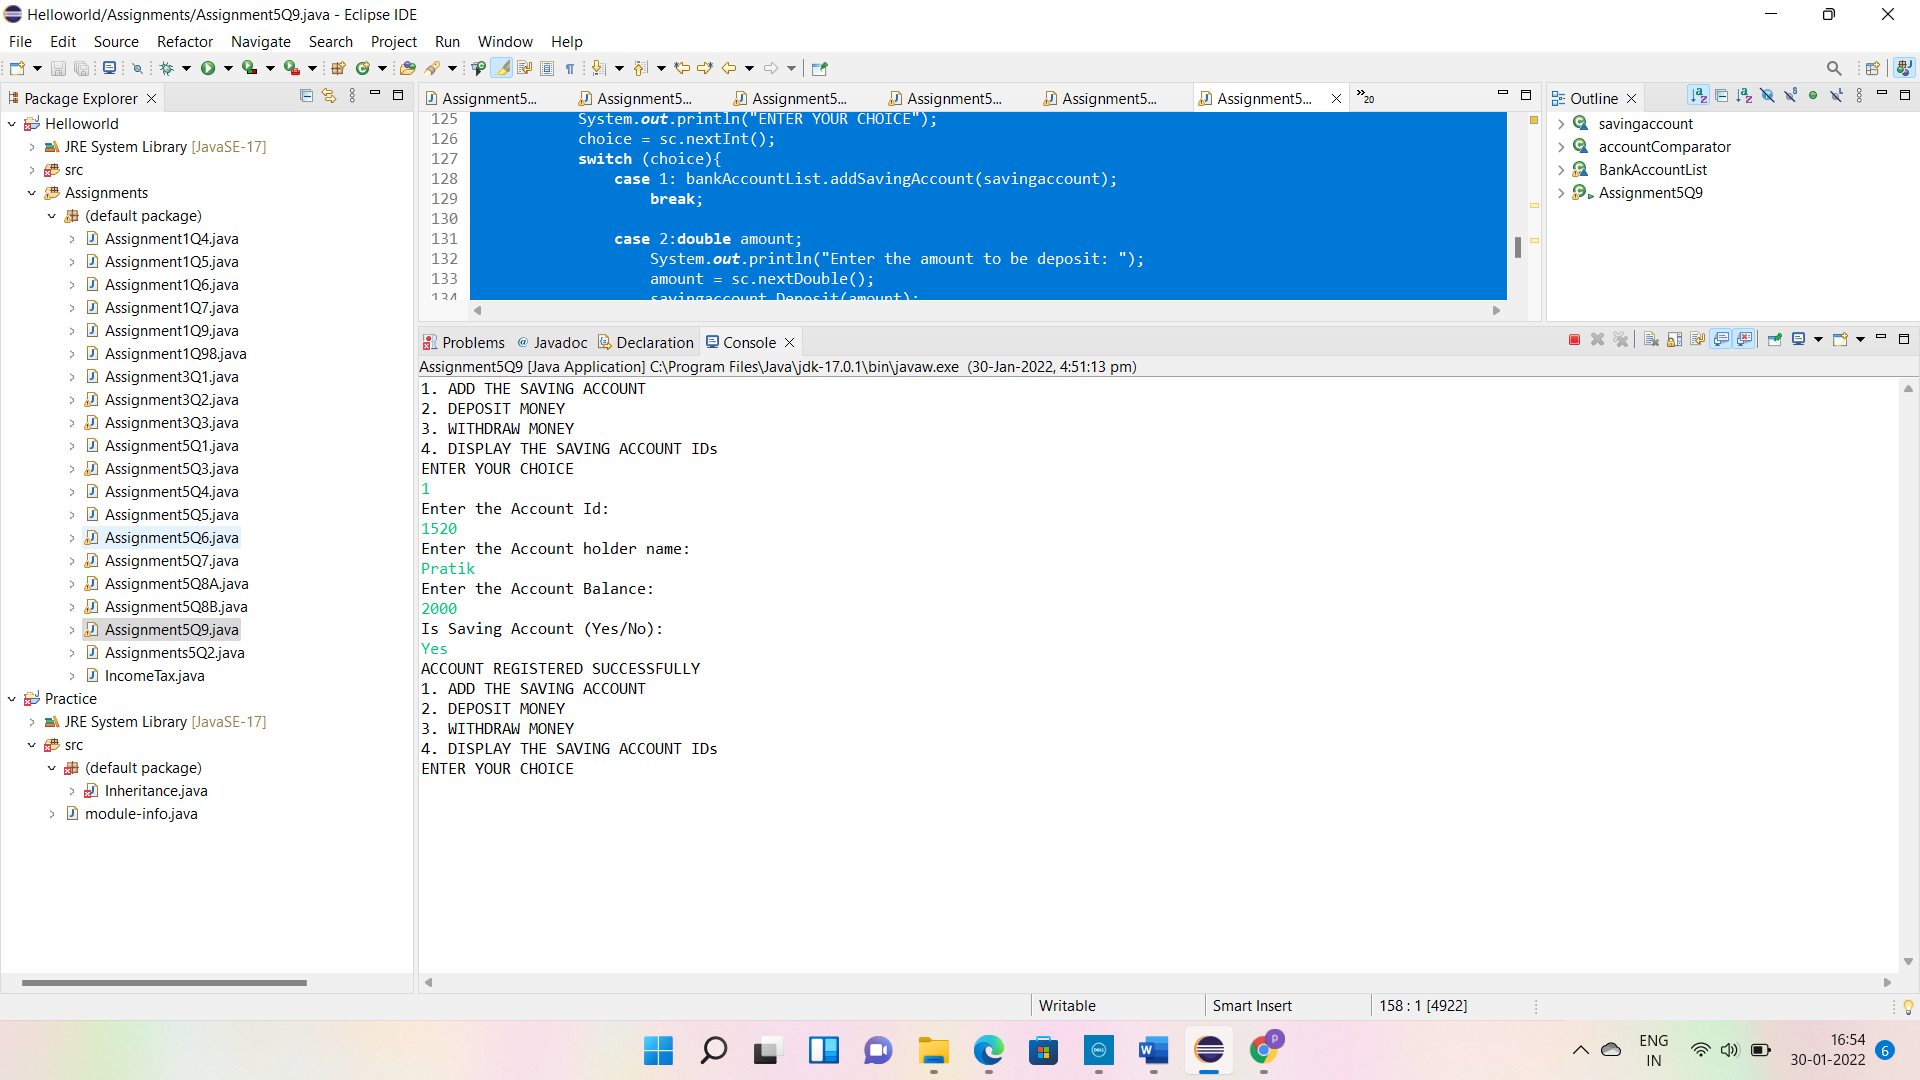 Helloworld/Assignments/Assignment5Q9.java - Eclipse IDE
File Edit Source Refactor Navigate Search Project Run Window Help
Package Explorer
Helloworld
JRE System Library [JavaSE-17]
src
Assignments
(default package)
Assignment1Q4.java
Assignment1Q5.java
Assignment1Q6.java
Assignment1Q7.java
Assignment1Q9.java
Assignment1Q98.java
Assignment3Q1.java
Assignment3Q2.java
Assignment3Q3.java
Assignment5Q1.java
Assignment5Q3.java
Assignment5Q4.java
Assignment5Q5.java
Assignment5Q6.java
Assignment5Q7.java
Assignment5Q8A.java
Assignment5Q8B.java
Assignment5Q9.java
Assignments5Q2.java
IncomeTax.java
Practice
JRE System Library [JavaSE-17]
src
(default package)
Inheritance.java
module-info.java
Assignment5... Assignment5... Assignment5... Assignment5... Assignment5... Assignment5... »20
125 System.out.println("ENTER YOUR CHOICE");
126 choice = sc.nextInt();
127 switch (choice){
128 case 1: bankAccountList.addSavingAccount(savingaccount);
129 break;
130
131 case 2:double amount;
132 System.out.println("Enter the amount to be deposit: ");
133 amount = sc.nextDouble();
134 savingaccount.Deposit(amount);
Outline
savingaccount
accountComparator
BankAccountList
Assignment5Q9
Problems @ Javadoc Declaration Console
Assignment5Q9 [Java Application] C:\Program Files\Java\jdk-17.0.1\bin\javaw.exe (30-Jan-2022, 4:51:13 pm)
1. ADD THE SAVING ACCOUNT
2. DEPOSIT MONEY
3. WITHDRAW MONEY
4. DISPLAY THE SAVING ACCOUNT IDs
ENTER YOUR CHOICE
1
Enter the Account Id:
1520
Enter the Account holder name:
Pratik
Enter the Account Balance:
2000
Is Saving Account (Yes/No):
Yes
ACCOUNT REGISTERED SUCCESSFULLY
1. ADD THE SAVING ACCOUNT
2. DEPOSIT MONEY
3. WITHDRAW MONEY
4. DISPLAY THE SAVING ACCOUNT IDs
ENTER YOUR CHOICE
Writable Smart Insert 158 : 1 [4922]
ENG
IN
16:54
30-01-2022
6